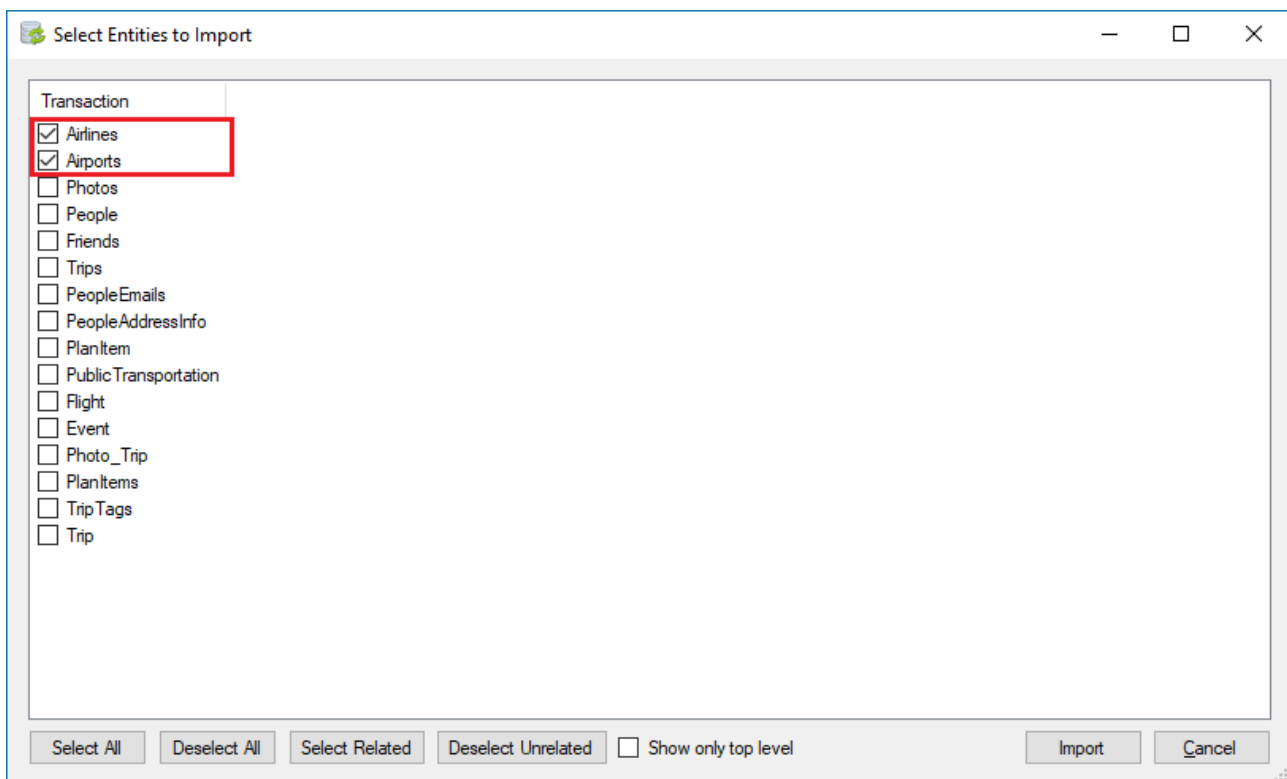 Select Entities to Import
Transaction
Airlines
Airports
Photos
People
Friends
Trips
PeopleEmails
PeopleAddressInfo
PlanItem
PublicTransportation
Flight
Event
Photo_Trip
PlanItems
TripTags
Trip
Select All Deselect All Select Related Deselect Unrelated Show only top level Import Cancel